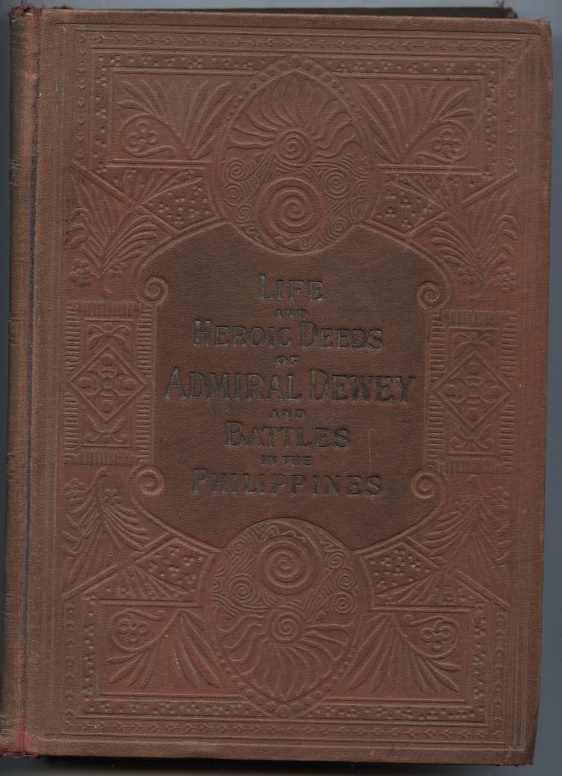 LIFE
AND
HEROIC DEEDS
OF
ADMIRAL DEWEY
AND
BATTLES
IN THE
PHILIPPINES